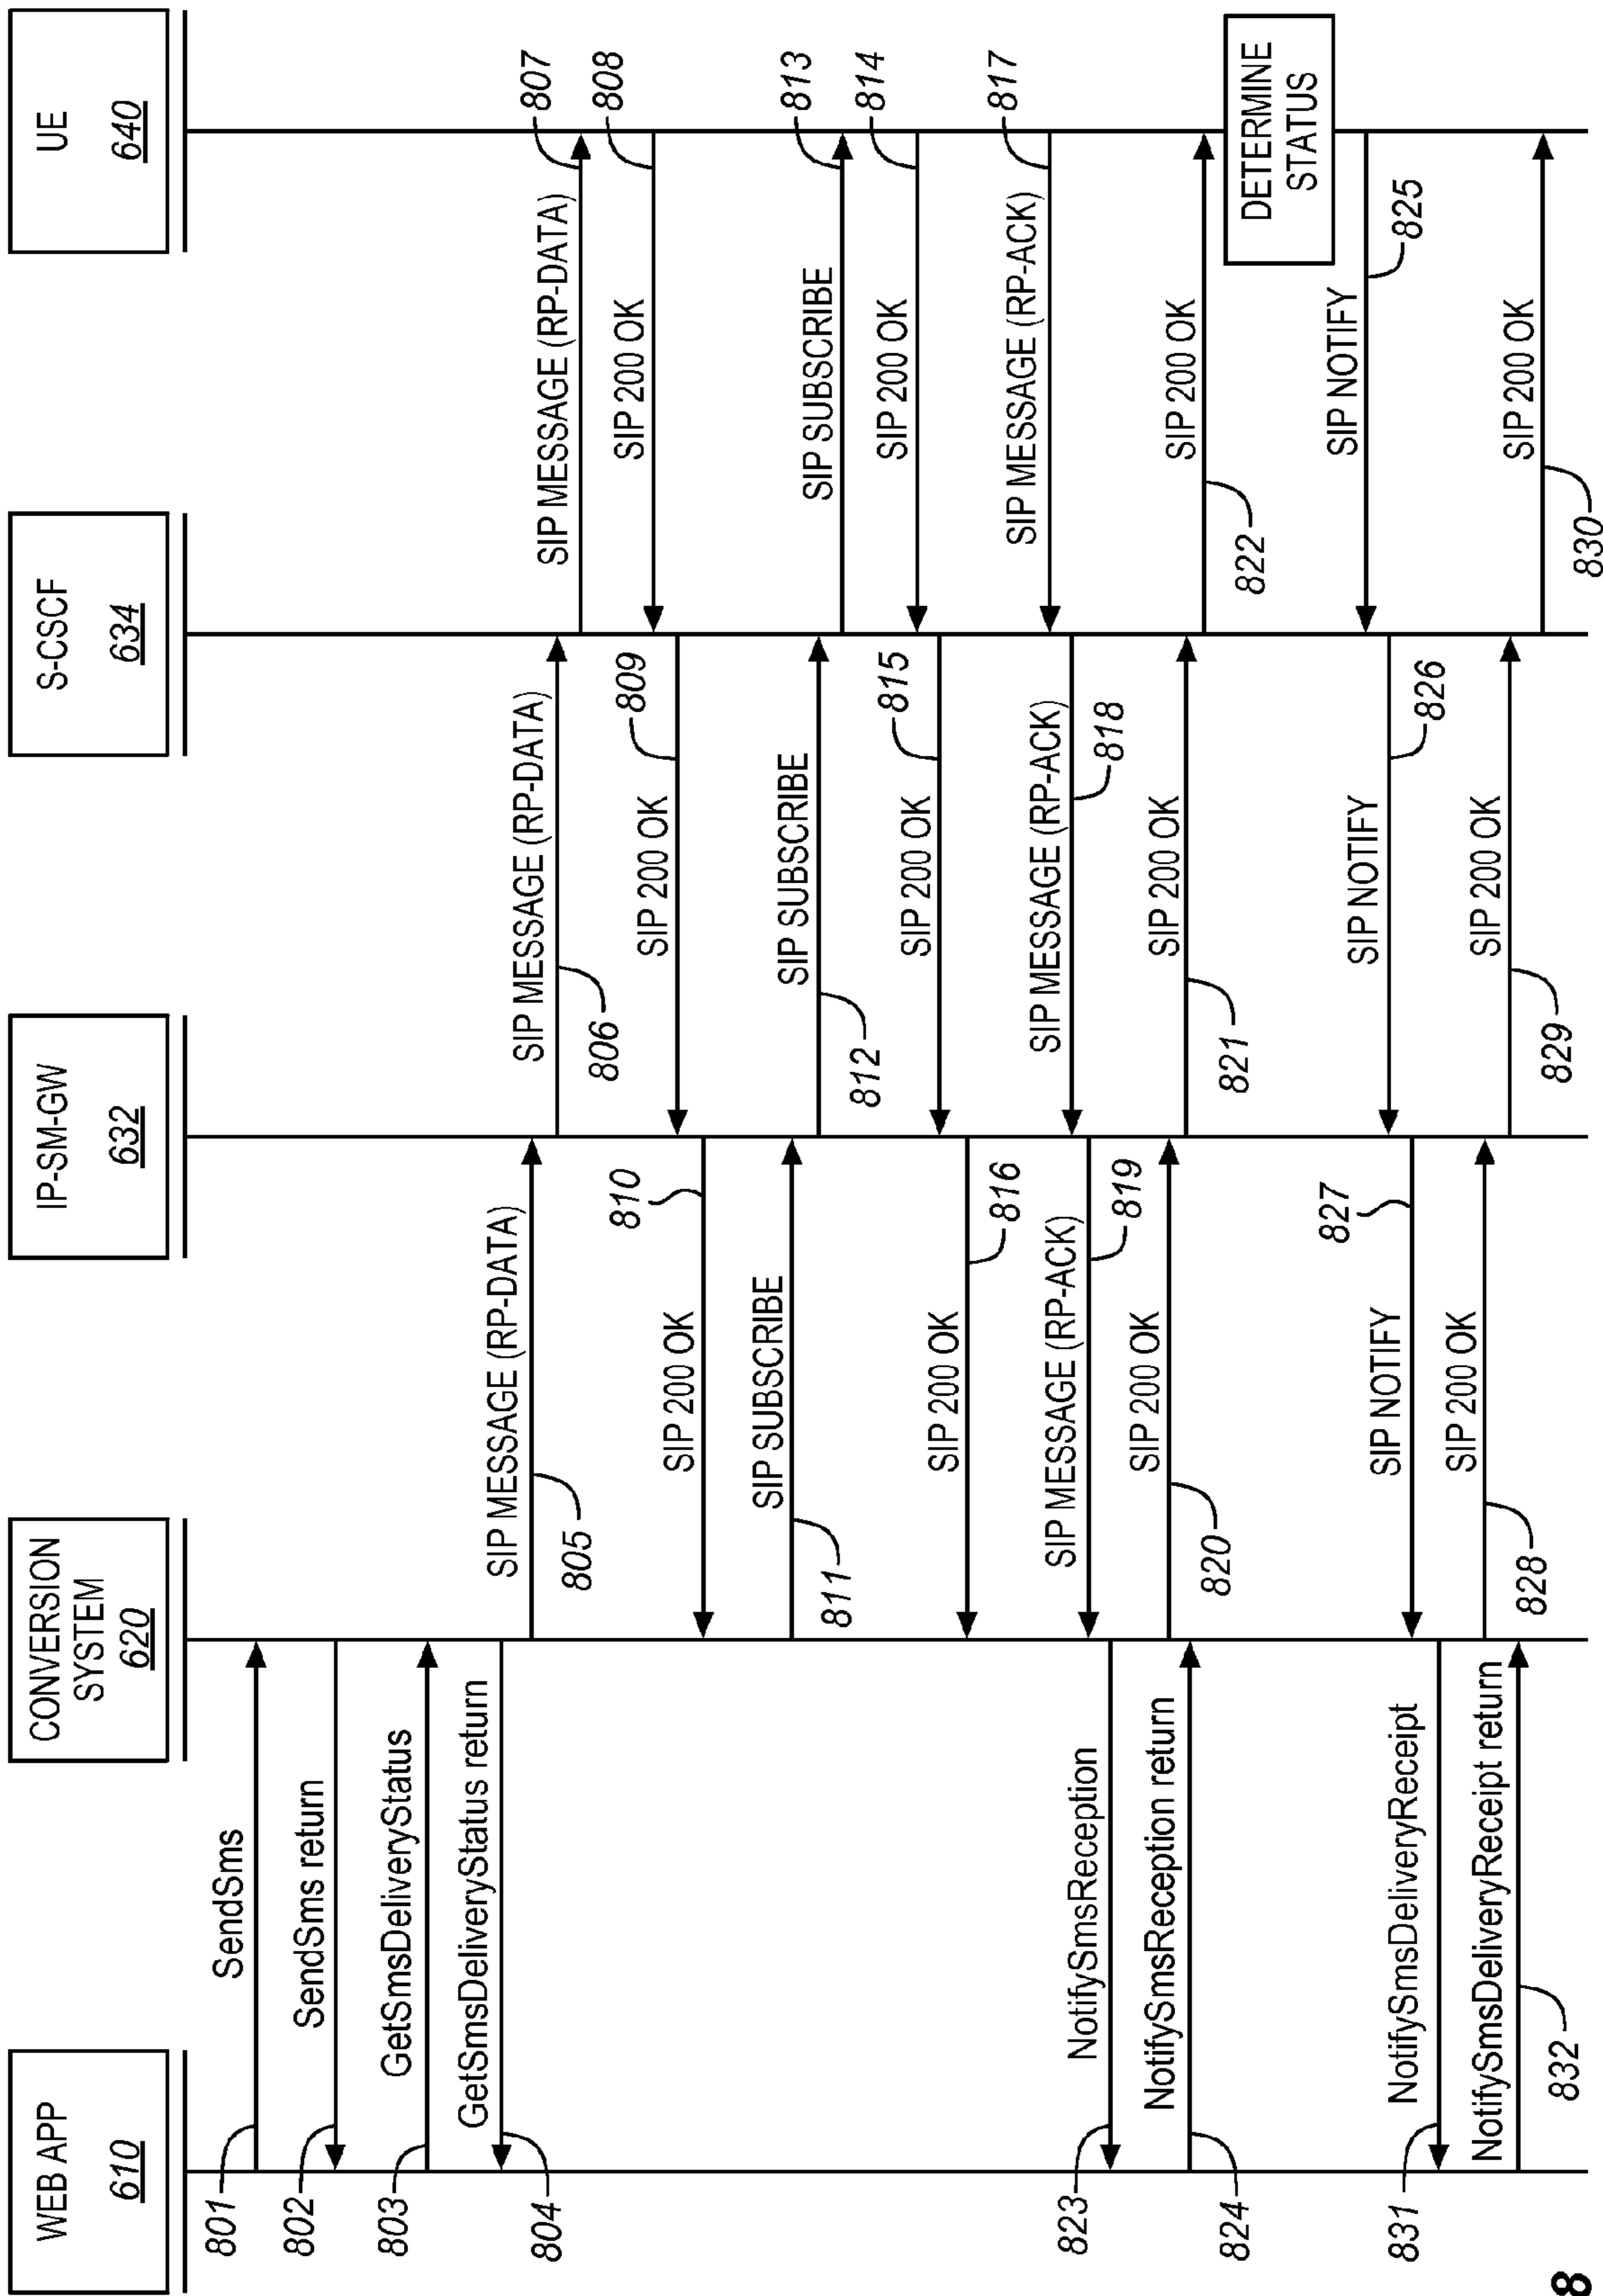 WEB APP
610
CONVERSION
SYSTEM
620
IP-SM-GW
632
S-CSCF
634
UE
640
801
SendSms
802
SendSms return
803
GetSmsDeliveryStatus
GetSmsDeliveryStatus return
804
SIP MESSAGE (RP-DATA)
805
SIP MESSAGE (RP-DATA)
806
SIP MESSAGE (RP-DATA)
807
SIP 200 OK
808
SIP 200 OK
809
SIP 200 OK
810
SIP SUBSCRIBE
811
SIP SUBSCRIBE
812
SIP SUBSCRIBE
813
SIP 200 OK
814
SIP 200 OK
815
SIP 200 OK
816
SIP MESSAGE (RP-ACK)
817
SIP MESSAGE (RP-ACK)
818
SIP MESSAGE (RP-ACK)
819
SIP 200 OK
820
SIP 200 OK
821
SIP 200 OK
822
823
NotifySmsReception
NotifySmsReception return
824
DETERMINE
STATUS
SIP NOTIFY
825
SIP NOTIFY
826
SIP NOTIFY
827
SIP 200 OK
828
SIP 200 OK
829
SIP 200 OK
830
831
NotifySmsDeliveryReceipt
NotifySmsDeliveryReceipt return
832
8